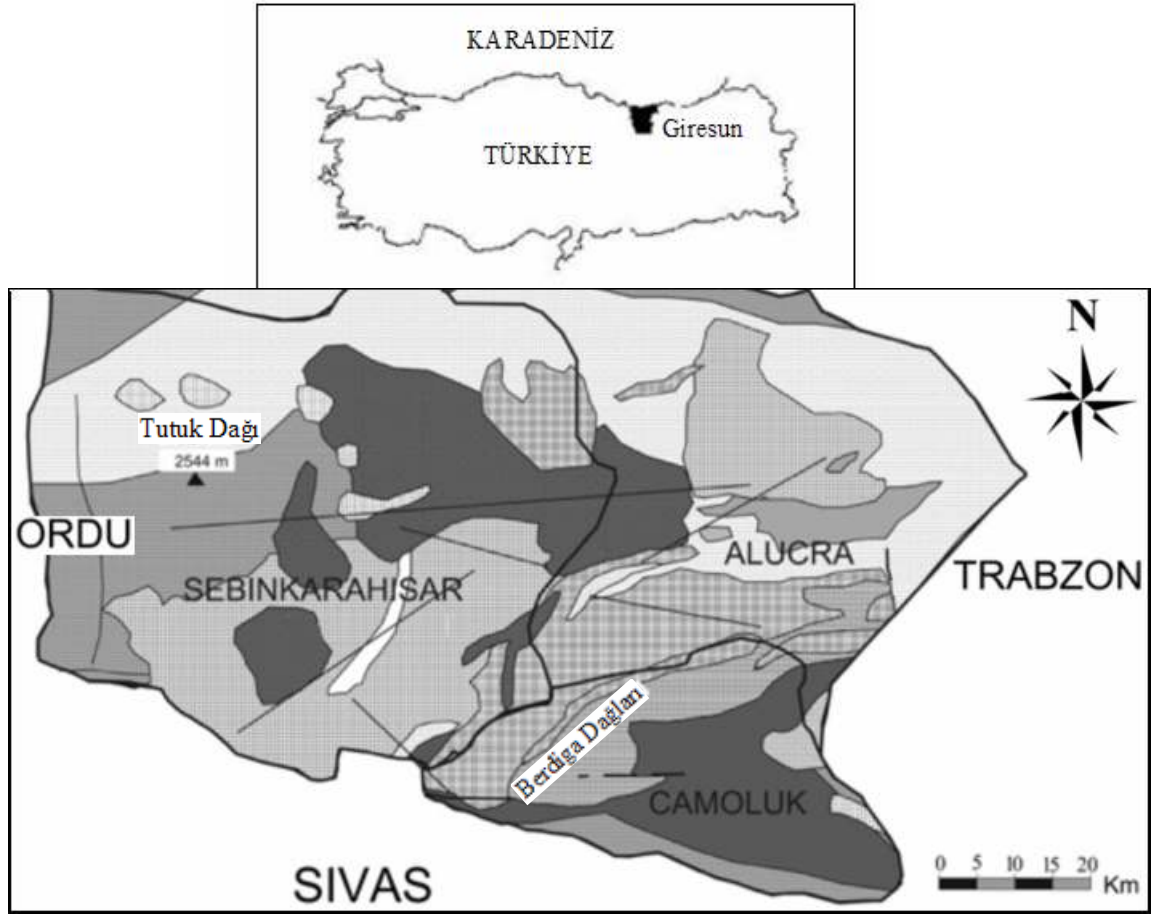 KARADENİZ
Giresun
TÜRKİYE
N
Tutuk Dağı
2544 m
ORDU
ALUCRA
TRABZON
SEBINKARAHISAR
Berdiga Dağları
CAMOLUK
SIVAS
0 5 10 15 20
Km